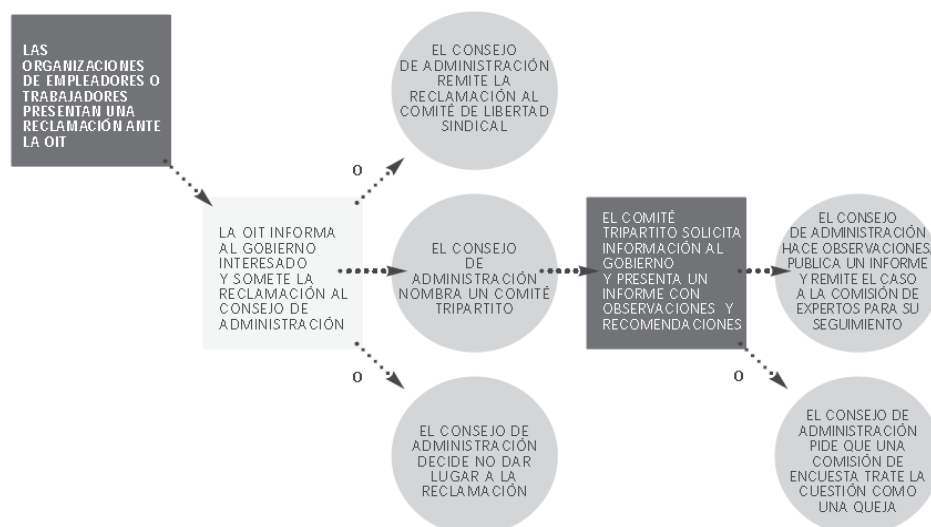 LAS
ORGANIZACIONES
DE EMPLEADORES O
TRABAJADORES
PRESENTAN UNA
RECLAMACIÓN ANTE
LA OIT
O
EL CONSEJO
DE ADMINISTRACIÓN
REMITE LA
RECLAMACIÓN AL
COMITÉ DE LIBERTAD
SINDICAL
LA OIT INFORMA
AL GOBIERNO
INTERESADO
Y SOMETE LA
RECLAMACIÓN AL
CONSEJO DE
ADMINISTRACIÓN
EL CONSEJO
DE
ADMINISTRACIÓN
NOMBRA UN COMITÉ
TRIPARTITO
EL COMITÉ
TRIPARTITO SOLICITA
INFORMACIÓN AL
GOBIERNO
Y PRESENTA UN
INFORME CON
OBSERVACIONES Y
RECOMENDACIONES
EL CONSEJO
DE ADMINISTRACIÓN
HACE OBSERVACIONES,
PUBLICA UN INFORME
Y REMITE EL CASO
A LA COMISIÓN DE
EXPERTOS PARA SU
SEGUIMIENTO
O
EL CONSEJO DE
ADMINISTRACIÓN
DECIDE NO DAR
LUGAR A LA
RECLAMACIÓN
O
EL CONSEJO DE
ADMINISTRACIÓN
PIDE QUE UNA
COMISIÓN DE
ENCUESTA TRATE LA
CUESTIÓN COMO
UNA QUEJA